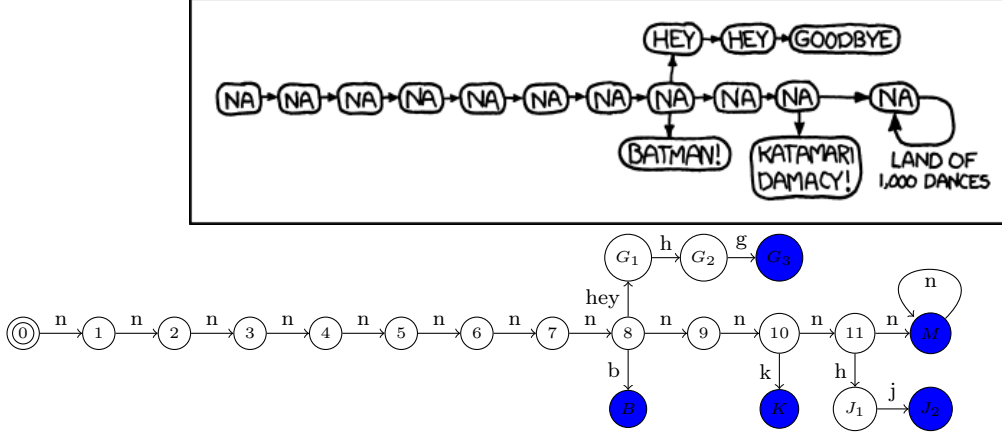 HEY HEY GOODBYE
NA NA NA NA NA NA NA NA NA NA NA
BATMAN!
KATAMARI
DAMACY!
LAND OF
1,000 DANCES
G₁ h G₂ g G₃
n
hey
0 n 1 n 2 n 3 n 4 n 5 n 6 n 7 n 8 n 9 n 10 n 11 n M
b k h j
B K J₁ J₂